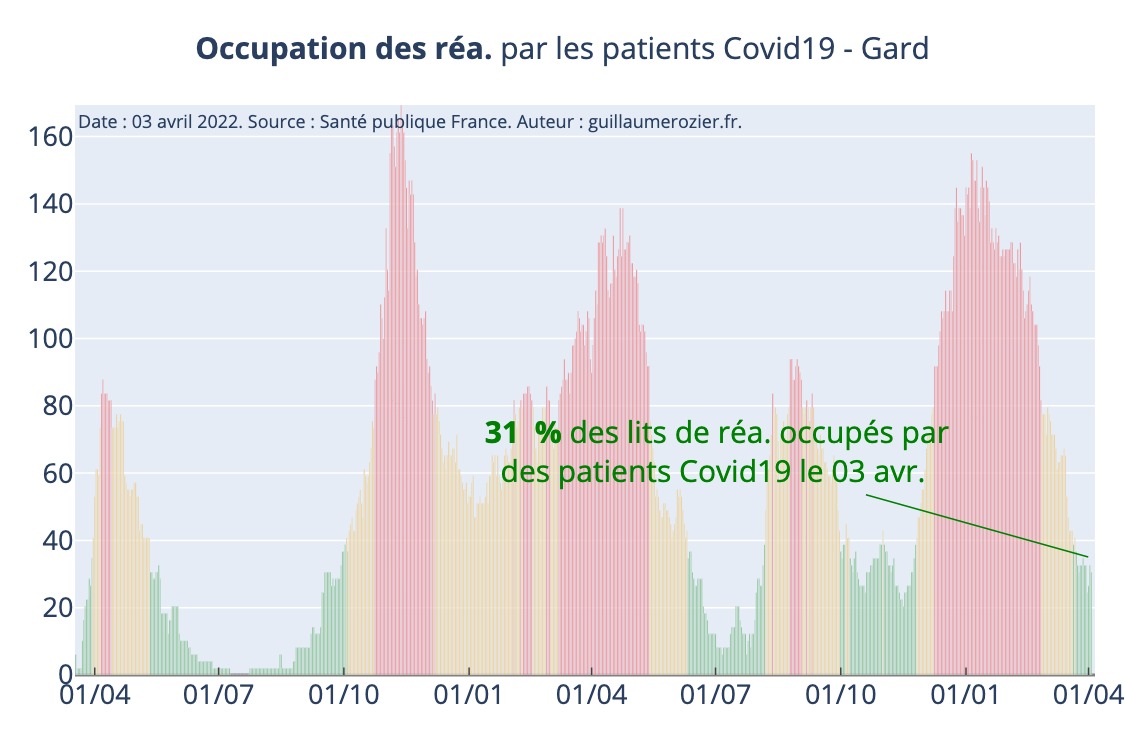 Occupation des réa. par les patients Covid19 - Gard
Date : 03 avril 2022. Source : Santé publique France. Auteur : guillaumerozier.fr.
160
140
120
100
80
60
40
20
0
31 % des lits de réa. occupés par
des patients Covid19 le 03 avr.
01/04 01/07 01/10 01/01 01/04 01/07 01/10 01/01 01/04